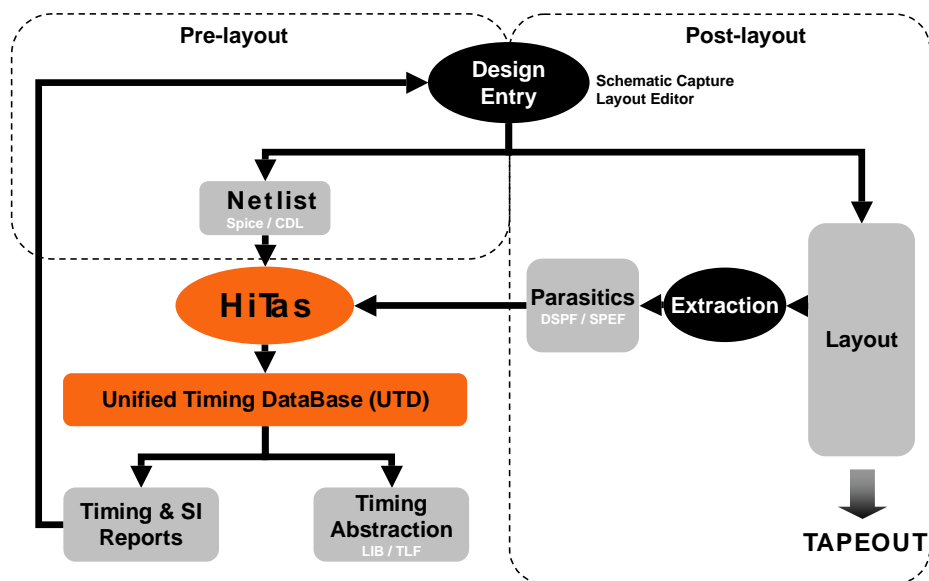 Pre-layout
Post-layout
Design
Entry
Schematic Capture
Layout Editor
Netlist
Spice / CDL
HiTas
Parasitics
DSPF / SPEF
Extraction
Layout
Unified Timing DataBase (UTD)
Timing & SI
Reports
Timing
Abstraction
LIB / TLF
TAPEOUT